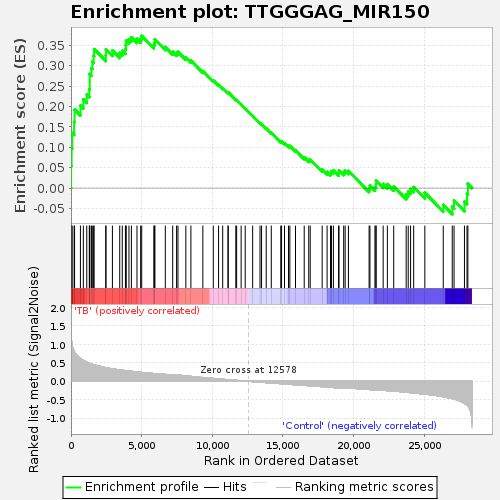 Enrichment plot: TTGGGAG_MIR150
Enrichment score (ES)
0.35
0.30
0.25
0.20
0.15
0.10
0.05
0.00
-0.05
'TB' (positively correlated)
Ranked list metric (Signal2Noise)
2.0
1.5
1.0
0.5
0.0
-0.5
-1.0
Zero cross at 12578
'Control' (negatively correlated)
0 5,000 10,000 15,000 20,000 25,000
Rank in Ordered Dataset
Enrichment profile Hits Ranking metric scores